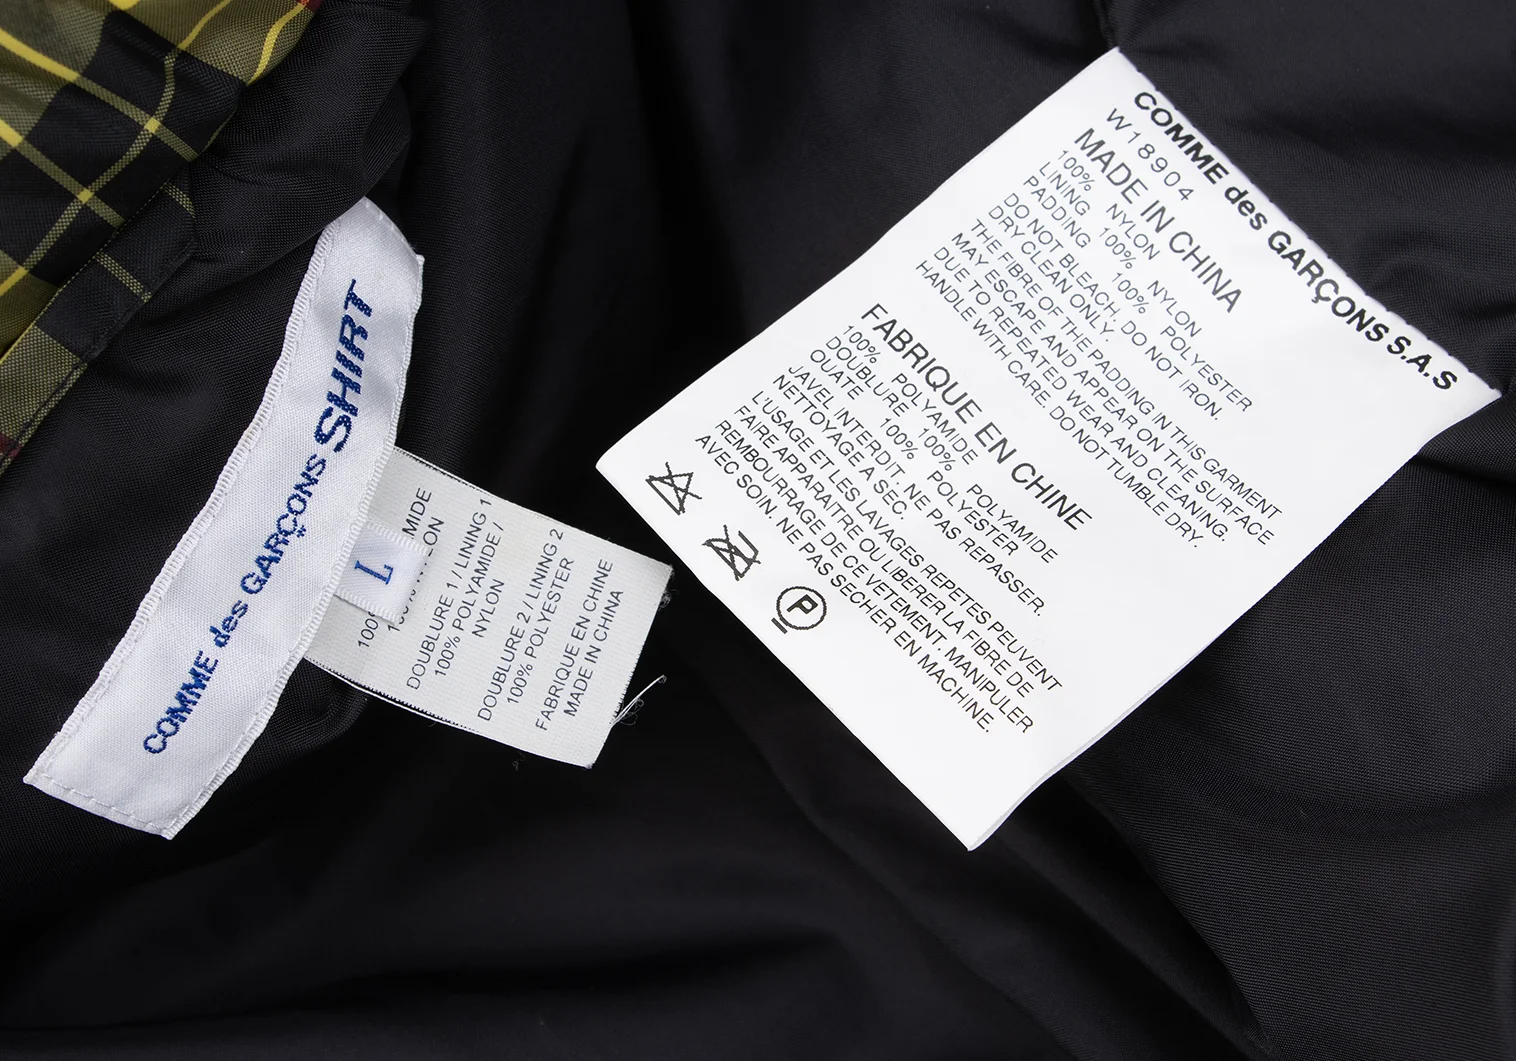 COMME des GARÇONS SHIRT
L
MIDE
LON
100%
DOUBLURE 1 / LINING 1
100% POLYAMIDE /
NYLON
DOUBLURE 2 / LINING 2
100% POLYESTER
FABRIQUE EN CHINE
MADE IN CHINA
COMME des GARÇONS S.A.S
W18904
MADE IN CHINA
100% NYLON
LINING 100% NYLON
PADDING 100% POLYESTER
DO NOT BLEACH. DO NOT IRON.
DRY CLEAN ONLY.
THE FIBRE OF THE PADDING IN THIS GARMENT
MAY ESCAPE AND APPEAR ON THE SURFACE
DUE TO REPEATED WEAR AND CLEANING.
HANDLE WITH CARE. DO NOT TUMBLE DRY.
FABRIQUE EN CHINE
100% POLYAMIDE
DOUBLURE 100% POLYAMIDE
OUATE 100% POLYESTER
JAVEL INTERDIT. NE PAS REPASSER.
NETTOYAGE A SEC.
L'USAGE ET LES LAVAGES REPETES PEUVENT
FAIRE APPARAITRE OU LIBERER LA FIBRE DE
REMBOURRAGE DE CE VETEMENT. MANIPULER
AVEC SOIN. NE PAS SECHER EN MACHINE.
P